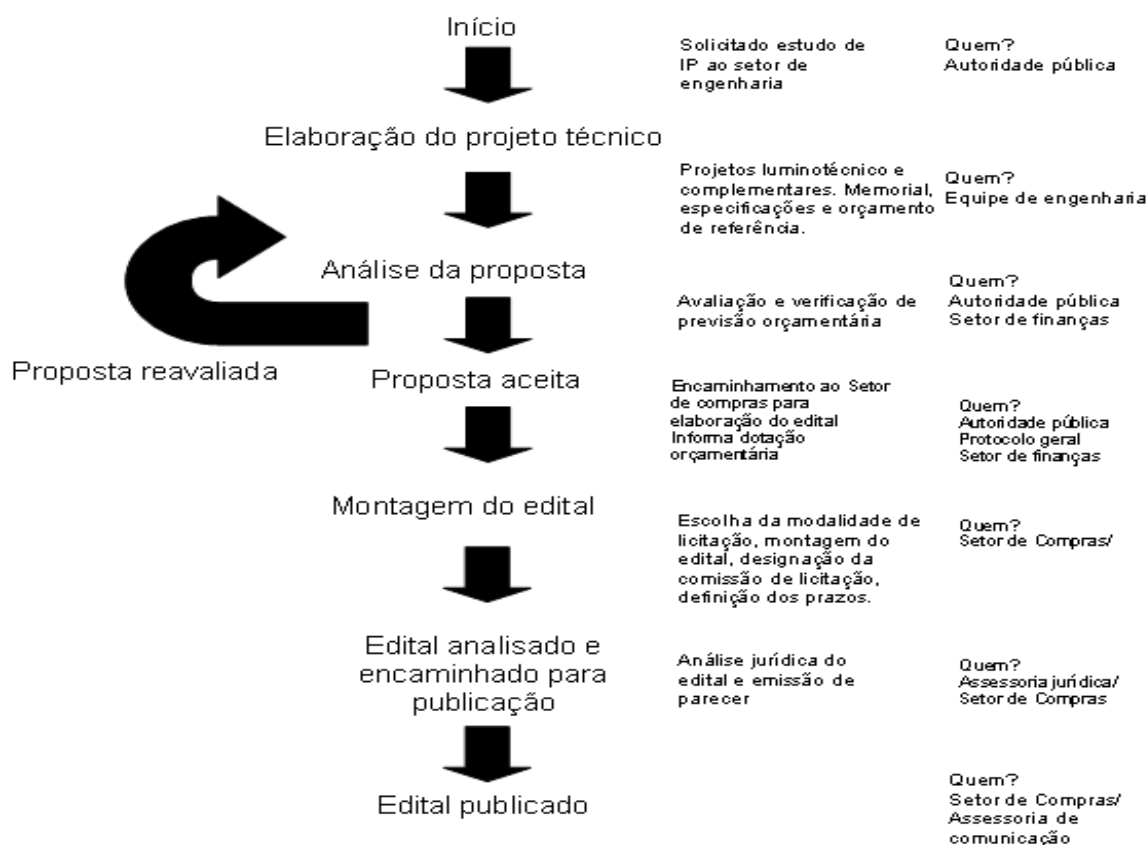 Início
Solicitado estudo de
IP ao setor de
engenharia
Quem?
Autoridade pública
Elaboração do projeto técnico
Projetos luminotécnico e
complementares. Memorial,
especificações e orçamento
de referência.
Quem?
Equipe de engenharia
Análise da proposta
Avaliação e verificação de
previsão orçamentária
Quem?
Autoridade pública
Setor de finanças
Proposta reavaliada
Proposta aceita
Encaminhamento ao Setor
de compras para
elaboração do edital
Informa dotação
orçamentária
Quem?
Autoridade pública
Protocolo geral
Setor de finanças
Montagem do edital
Escolha da modalidade de
licitação, montagem do
edital, designação da
comissão de licitação,
definição dos prazos.
Quem?
Setor de Compras/
Edital analisado e
encaminhado para
publicação
Análise jurídica do
edital e emissão de
parecer
Quem?
Assessoria jurídica/
Setor de Compras
Edital publicado
Quem?
Setor de Compras/
Assessoria de
comunicação